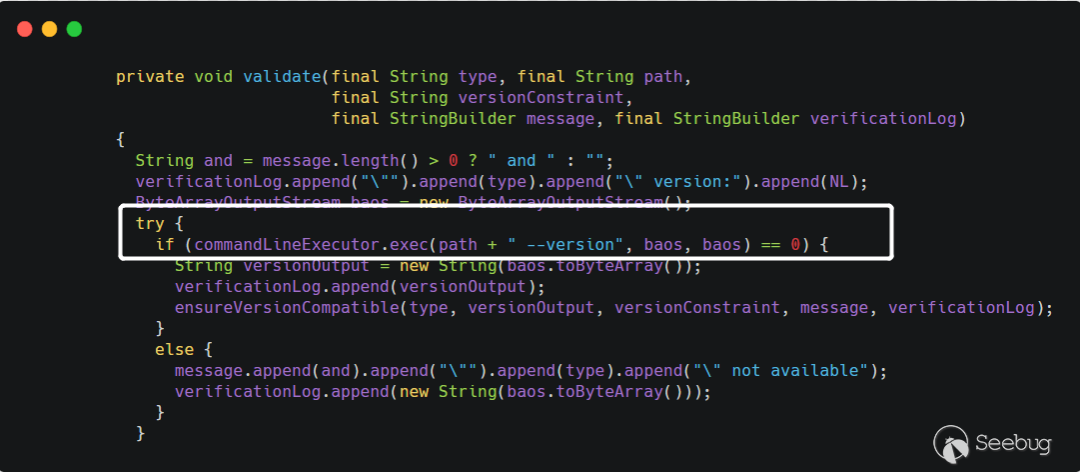 private void validate(final String type, final String path,
final String versionConstraint,
final StringBuilder message, final StringBuilder verificationLog)
{
String and = message.length() > 0 ? " and " : "";
verificationLog.append("\"").append(type).append("\" version:").append(NL);
ByteArrayOutputStream baos = new ByteArrayOutputStream();
try {
if (commandLineExecutor.exec(path + " --version", baos, baos) == 0) {
String versionOutput = new String(baos.toByteArray());
verificationLog.append(versionOutput);
ensureVersionCompatible(type, versionOutput, versionConstraint, message, verificationLog);
}
else {
message.append(and).append("\"").append(type).append("\" not available");
verificationLog.append(new String(baos.toByteArray()));
}
}
Seebug